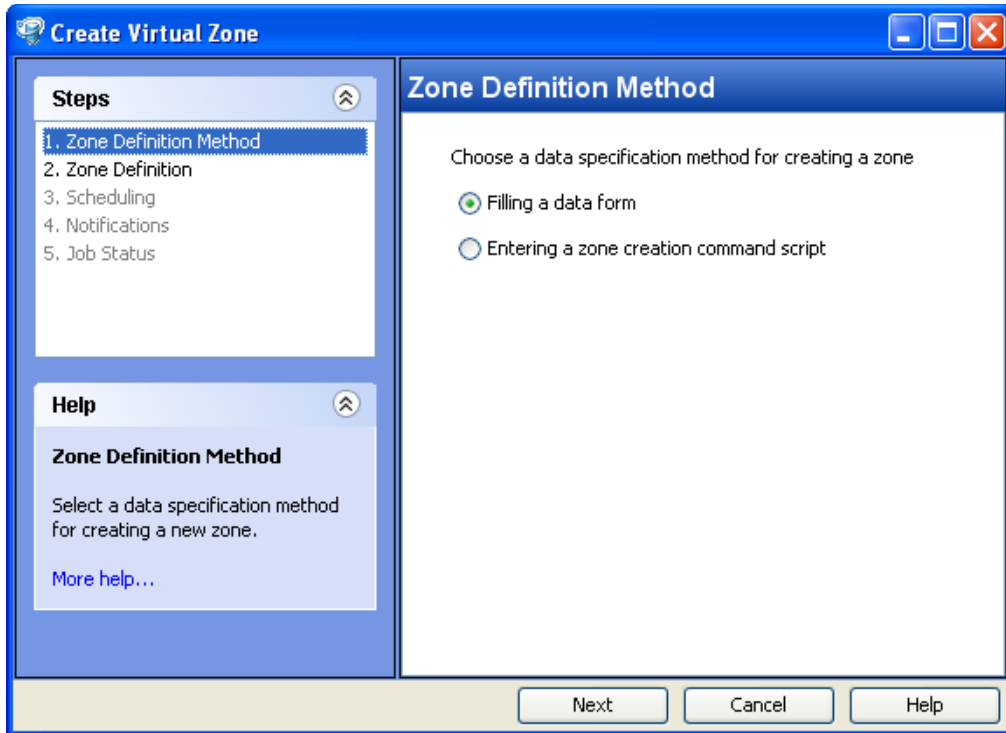 Create Virtual Zone
Steps
1. Zone Definition Method
2. Zone Definition
3. Scheduling
4. Notifications
5. Job Status
Help
Zone Definition Method
Select a data specification method
for creating a new zone.
More help...
Zone Definition Method
Choose a data specification method for creating a zone
Filling a data form
Entering a zone creation command script
Next Cancel Help